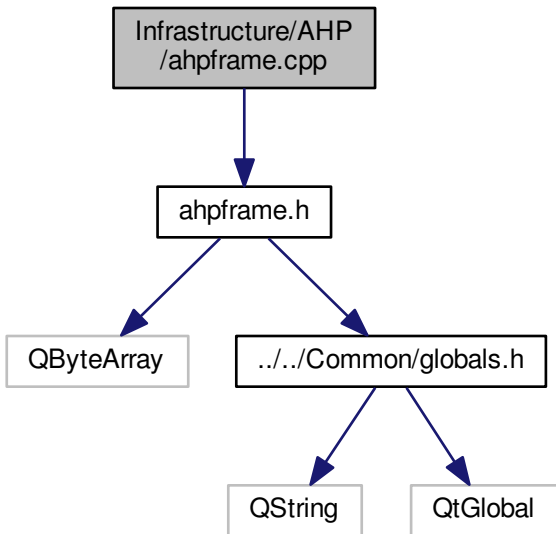 Infrastructure/AHP
/ahpframe.cpp
ahpframe.h
QByteArray
../../Common/globals.h
QString
QtGlobal